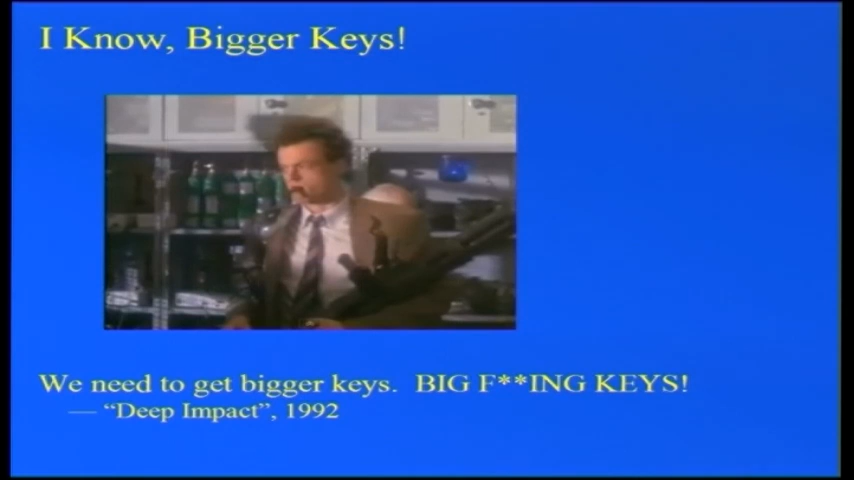 I Know, Bigger Keys!
We need to get bigger keys.  BIG F**ING KEYS!
— “Deep Impact”, 1992